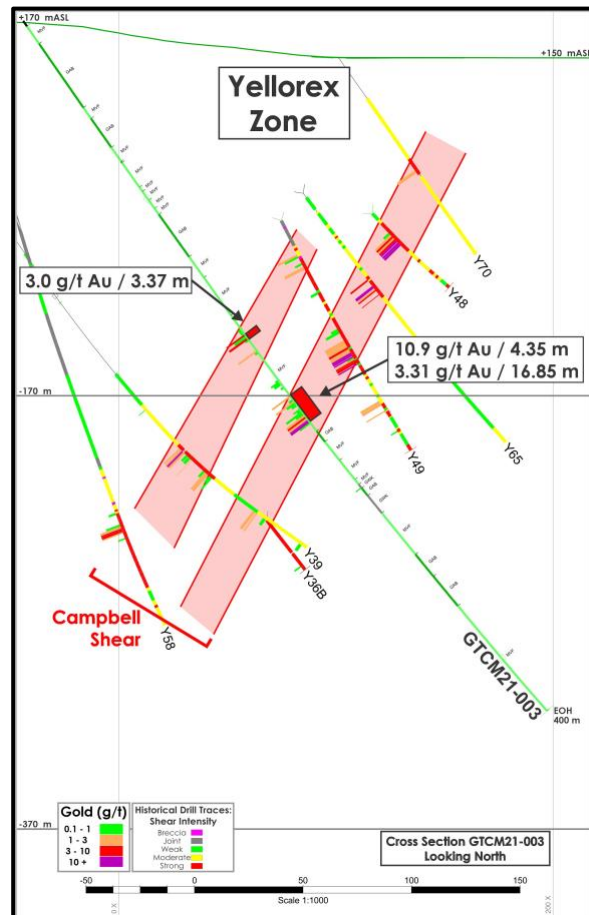 +170 mASL
+150 mASL
Yellorex
Zone
Y70
Y48
3.0 g/t Au / 3.37 m
10.9 g/t Au / 4.35 m
3.31 g/t Au / 16.85 m
-170 m
Y65
Y49
Y39
Y36B
Campbell
Shear
Y58
GTCM21-003
EOH
400 m
-370 m
Gold (g/t)
0.1 - 1
1 - 3
3 - 10
10 +
Historical Drill Traces:
Shear Intensity
Breccia
Joint
Weak
Moderate
Strong
Cross Section GTCM21-003
Looking North
-50 0 50 100 150
Scale 1:1000
0 X
200 X